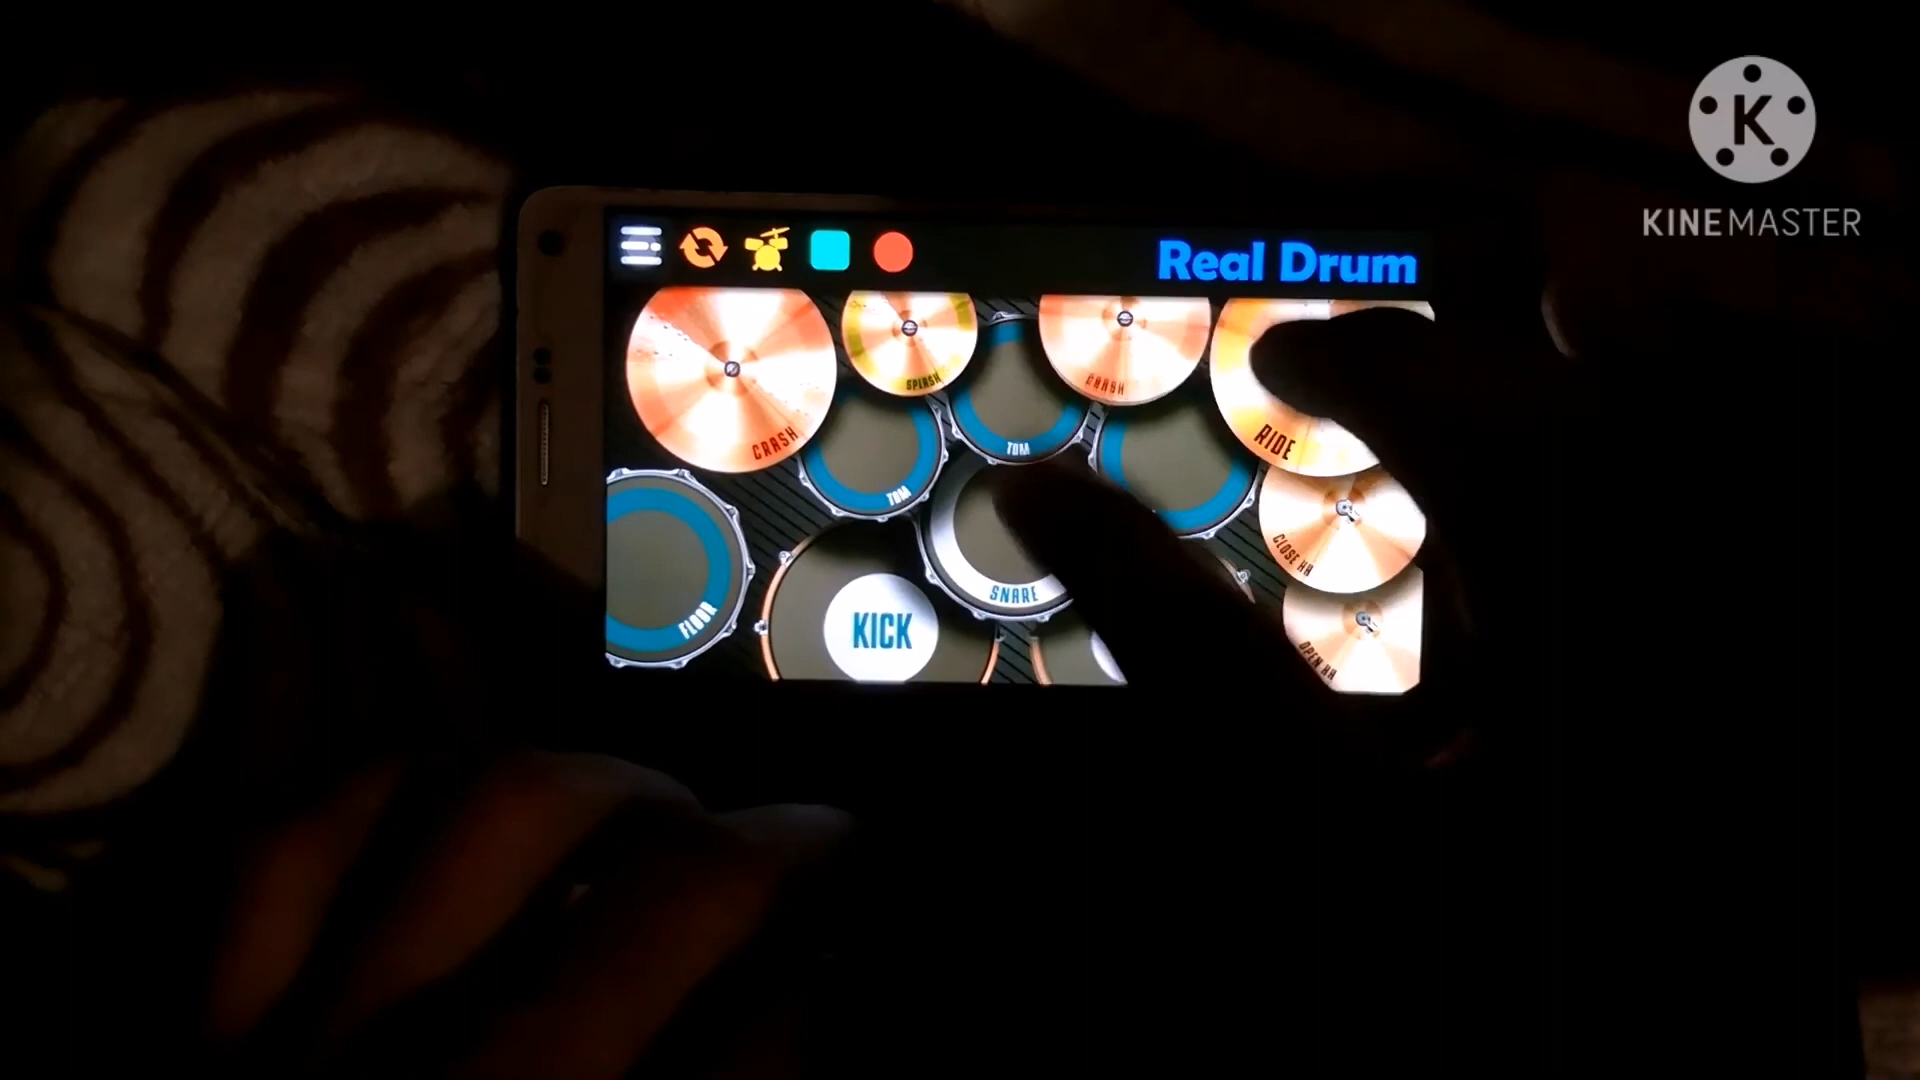 K
KINEMASTER
Real Drum
CRASH
SPLASH
CRASH
RIDE
TOM
TOM
CLOSE HH
FLOOR
SNARE
KICK
OPEN HH